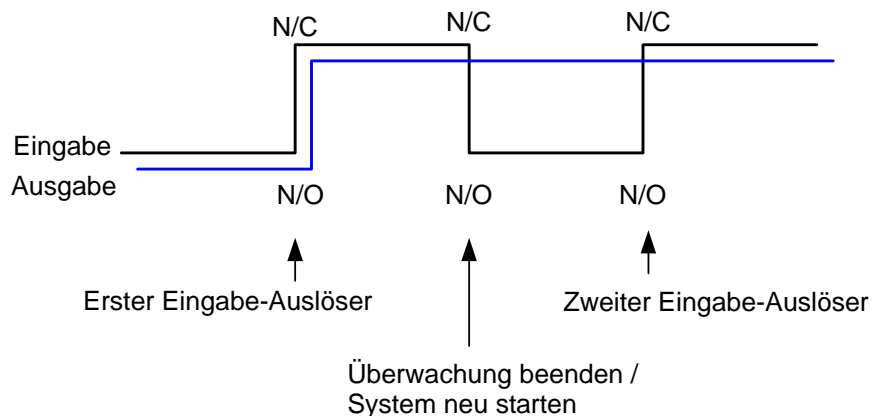 N/C N/C N/C
Eingabe
Ausgabe
N/O N/O N/O
Erster Eingabe-Auslöser
Zweiter Eingabe-Auslöser
Überwachung beenden /
System neu starten